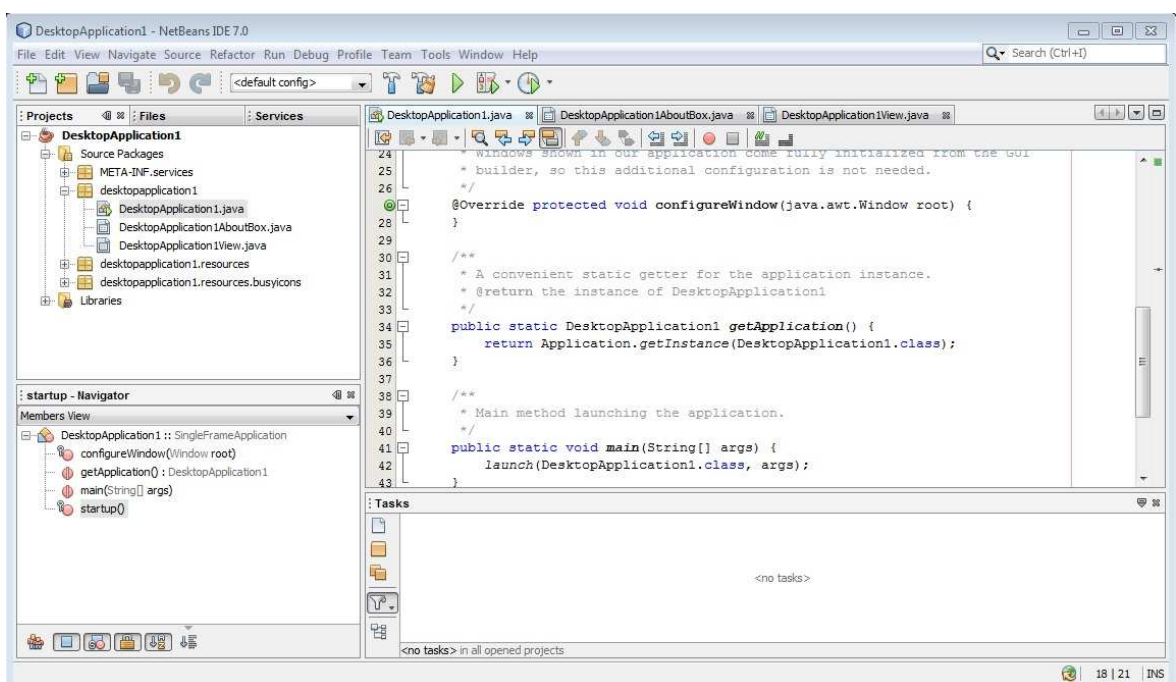 DesktopApplication1 - NetBeans IDE 7.0
File Edit View Navigate Source Refactor Run Debug Profile Team Tools Window Help
Search (Ctrl+I)
<default config>
Projects Files Services
DesktopApplication1
Source Packages
META-INF.services
desktopapplication1
DesktopApplication1.java
DesktopApplication1AboutBox.java
DesktopApplication1View.java
desktopapplication1.resources
desktopapplication1.resources.busyicons
Libraries
startup - Navigator
Members View
DesktopApplication1 :: SingleFrameApplication
configureWindow(Window root)
getApplication() : DesktopApplication1
main(String[] args)
startup()
DesktopApplication1.java DesktopApplication1AboutBox.java DesktopApplication1View.java
24 * Windows shown in our application come fully initialized from the GUI
25 * builder, so this additional configuration is not needed.
26 */
@Override protected void configureWindow(java.awt.Window root) {
28 }
29
30 /**
31 * A convenient static getter for the application instance.
32 * @return the instance of DesktopApplication1
33 */
34 public static DesktopApplication1 getApplication() {
35 return Application.getInstance(DesktopApplication1.class);
36 }
37
38 /**
39 * Main method launching the application.
40 */
41 public static void main(String[] args) {
42 launch(DesktopApplication1.class, args);
43 }
Tasks
<no tasks>
<no tasks> in all opened projects
18 | 21 INS